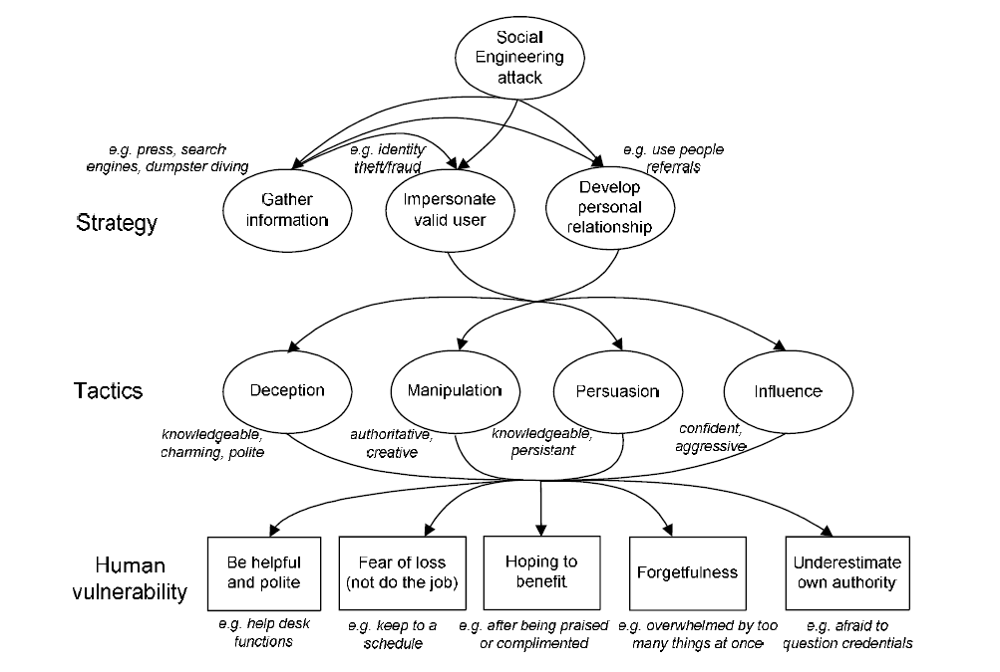 Social
Engineering
attack
e.g. press, search
engines, dumpster diving
e.g. identity
theft/fraud
e.g. use people
referrals
Strategy
Gather
information
Impersonate
valid user
Develop
personal
relationship
Tactics
Deception
Manipulation
Persuasion
Influence
knowledgeable,
charming, polite
authoritative,
creative
knowledgeable,
persistant
confident,
aggressive
Human
vulnerability
Be helpful
and polite
Fear of loss
(not do the job)
Hoping to
benefit
Forgetfulness
Underestimate
own authority
e.g. help desk
functions
e.g. keep to a
schedule
e.g. after being praised
or complimented
e.g. overwhelmed by too
many things at once
e.g. afraid to
question credentials